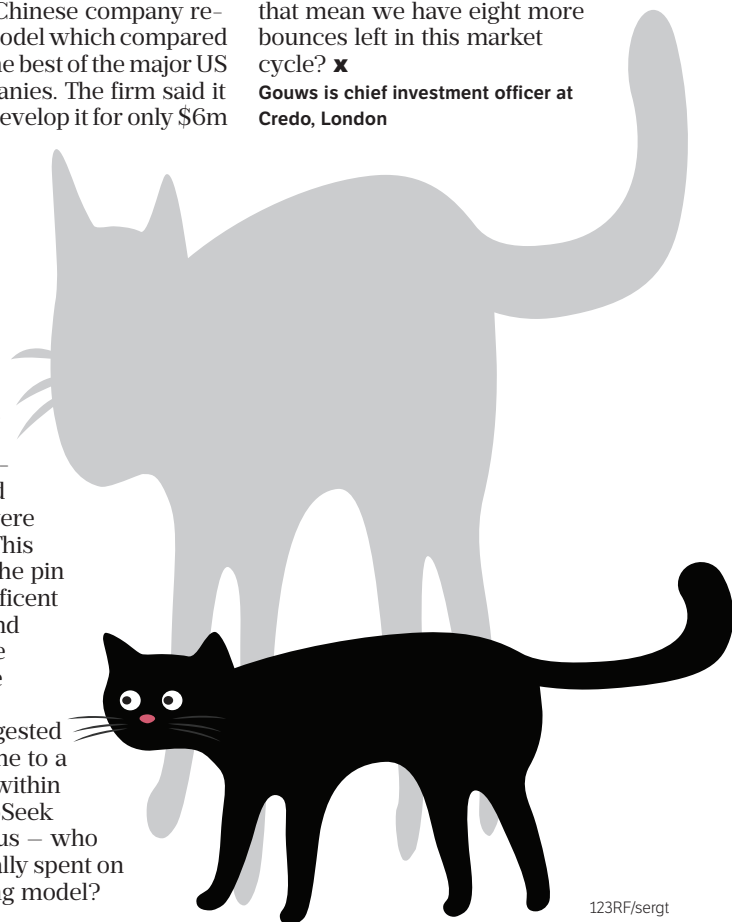 Chinese company re-
odel which compared
e best of the major US
anies. The firm said it
evelop it for only $6m
–
d
ere
This
he pin
ficent
nd
e
e
gested
ne to a
within
Seek
us – who
ally spent on
g model?
that mean we have eight more
bounces left in this market
cycle? x
Gouws is chief investment officer at
Credo, London
123RF/sergt